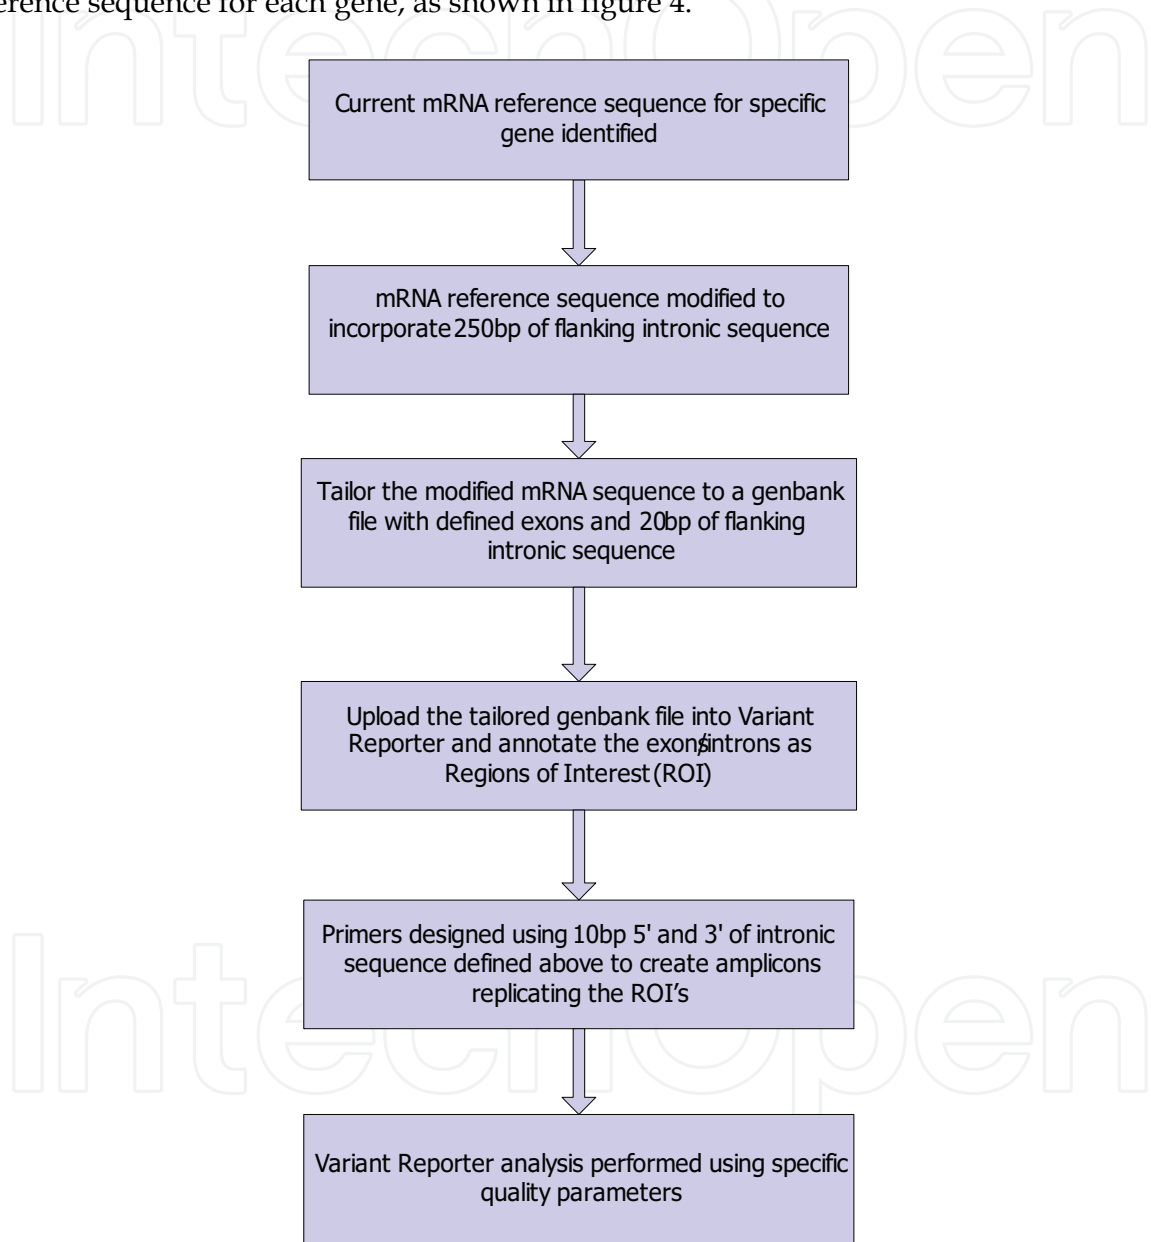 erence sequence for each gene, as shown in figure 4.
IntechOpen
Current mRNA reference sequence for specific
gene identified
mRNA reference sequence modified to
incorporate 250bp of flanking intronic sequence
Tailor the modified mRNA sequence to a genbank
file with defined exons and 20bp of flanking
intronic sequence
Upload the tailored genbank file into Variant
Reporter and annotate the exons/introns as
Regions of Interest (ROI)
Primers designed using 10bp 5' and 3' of intronic
sequence defined above to create amplicons
replicating the ROI's
IntechOpen
Variant Reporter analysis performed using specific
quality parameters